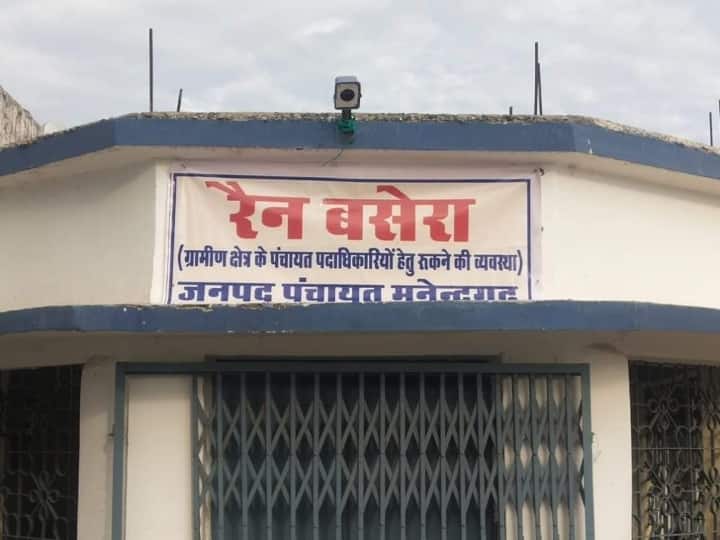 रैन बसेरा
(ग्रामीण क्षेत्र के पंचायत पदाधिकारियों हेतु रुकने की व्यवस्था)
जनपद पंचायत मनेन्द्रगढ़